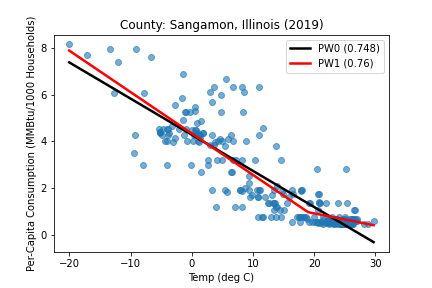 County: Sangamon, Illinois (2019)
PW0 (0.748)
PW1 (0.76)
Per-Capita Consumption (MMBtu/1000 Households)
8
6
4
2
0
−20 −10 0 10 20 30
Temp (deg C)